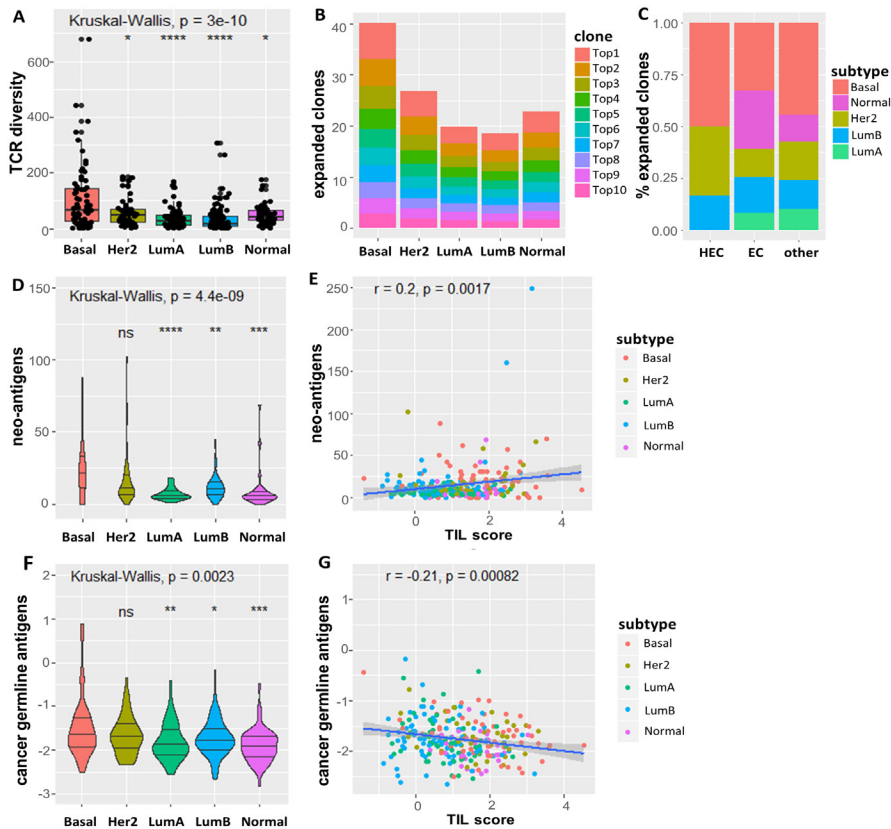 A
Kruskal-Wallis, p = 3e-10
* **** **** *
TCR diversity
600
400
200
0
Basal Her2 LumA LumB Normal
B
expanded clones
40
30
20
10
0
Basal Her2 LumA LumB Normal
clone
Top1
Top2
Top3
Top4
Top5
Top6
Top7
Top8
Top9
Top10
C
% expanded clones
1.00
0.75
0.50
0.25
0.00
HEC EC other
subtype
Basal
Normal
Her2
LumB
LumA
D
Kruskal-Wallis, p = 4.4e-09
ns **** ** ***
neo-antigens
150
100
50
0
Basal Her2 LumA LumB Normal
E
r = 0.2, p = 0.0017
neo-antigens
250
200
150
100
50
0
0 2 4
TIL score
subtype
Basal
Her2
LumA
LumB
Normal
F
Kruskal-Wallis, p = 0.0023
ns ** * ***
cancer germline antigens
2
1
0
-1
-2
-3
Basal Her2 LumA LumB Normal
G
r = -0.21, p = 0.00082
cancer germline antigens
1
0
-1
-2
0 2 4
TIL score
subtype
Basal
Her2
LumA
LumB
Normal